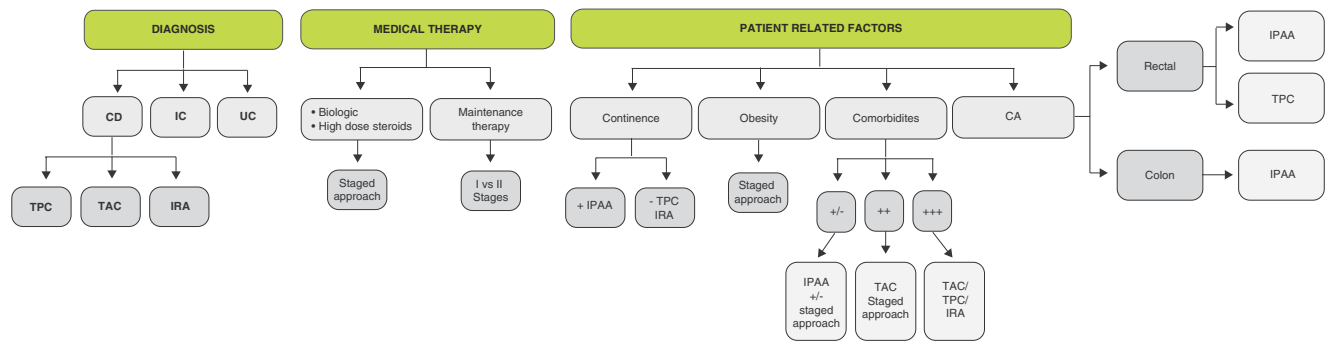 DIAGNOSIS
CD
IC
UC
TPC
TAC
IRA
MEDICAL THERAPY
• Biologic
• High dose steroids
Maintenance
therapy
Staged
approach
I vs II
Stages
PATIENT RELATED FACTORS
Continence
Obesity
Comorbidites
CA
+ IPAA
- TPC
IRA
Staged
approach
+/-
++
+++
IPAA
+/-
staged
approach
TAC
Staged
approach
TAC/
TPC/
IRA
Rectal
IPAA
TPC
Colon
IPAA